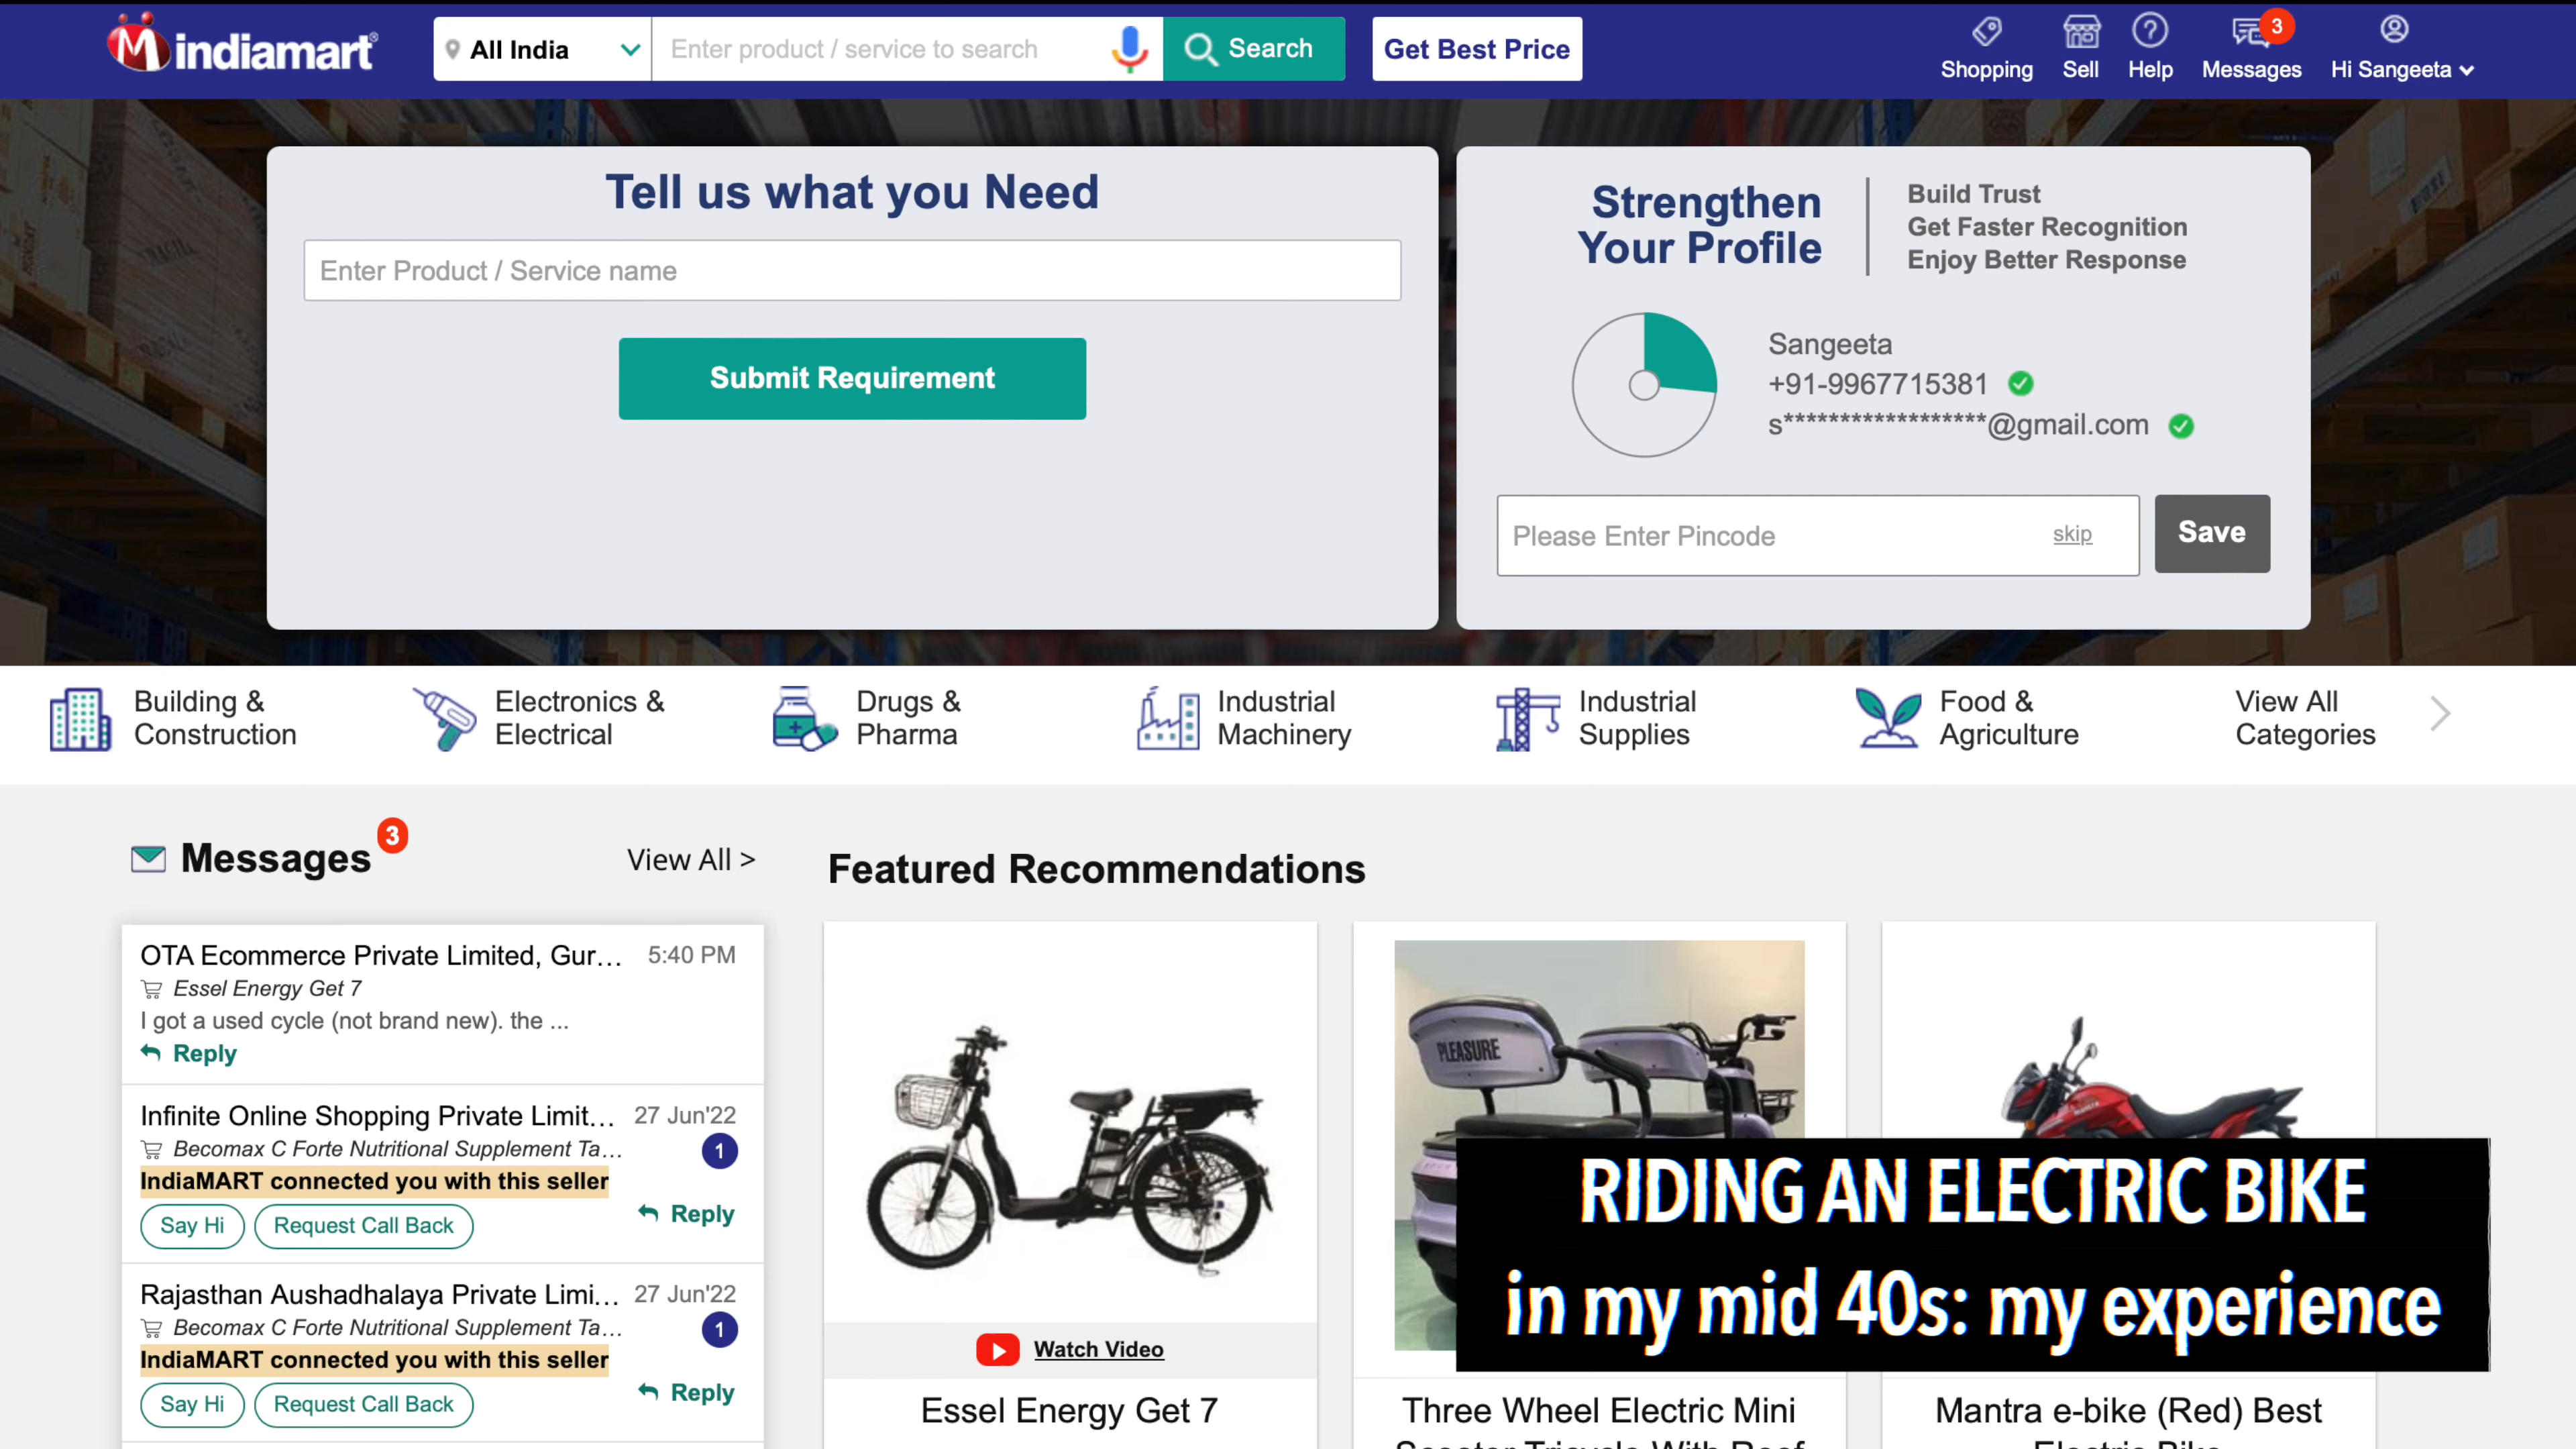 indiamart
All India
Enter product / service to search
Search
Get Best Price
Shopping
Sell
Help
3
Messages
Hi Sangeeta
Tell us what you Need
Enter Product / Service name
Submit Requirement
Strengthen
Your Profile
Build Trust
Get Faster Recognition
Enjoy Better Response
Sangeeta
+91-9967715381
s******************@gmail.com
Please Enter Pincode
skip
Save
Building &
Construction
Electronics &
Electrical
Drugs &
Pharma
Industrial
Machinery
Industrial
Supplies
Food &
Agriculture
View All
Categories
Messages 3
View All >
OTA Ecommerce Private Limited, Gur... 5:40 PM
Essel Energy Get 7
I got a used cycle (not brand new). the ...
Reply
Infinite Online Shopping Private Limit... 27 Jun'22
Becomax C Forte Nutritional Supplement Ta... 1
IndiaMART connected you with this seller
Say Hi
Request Call Back
Reply
Rajasthan Aushadhalaya Private Limi... 27 Jun'22
Becomax C Forte Nutritional Supplement Ta... 1
IndiaMART connected you with this seller
Say Hi
Request Call Back
Reply
Featured Recommendations
Watch Video
Essel Energy Get 7
PLEASURE
Three Wheel Electric Mini
Mantra e-bike (Red) Best
RIDING AN ELECTRIC BIKE
in my mid 40s: my experience